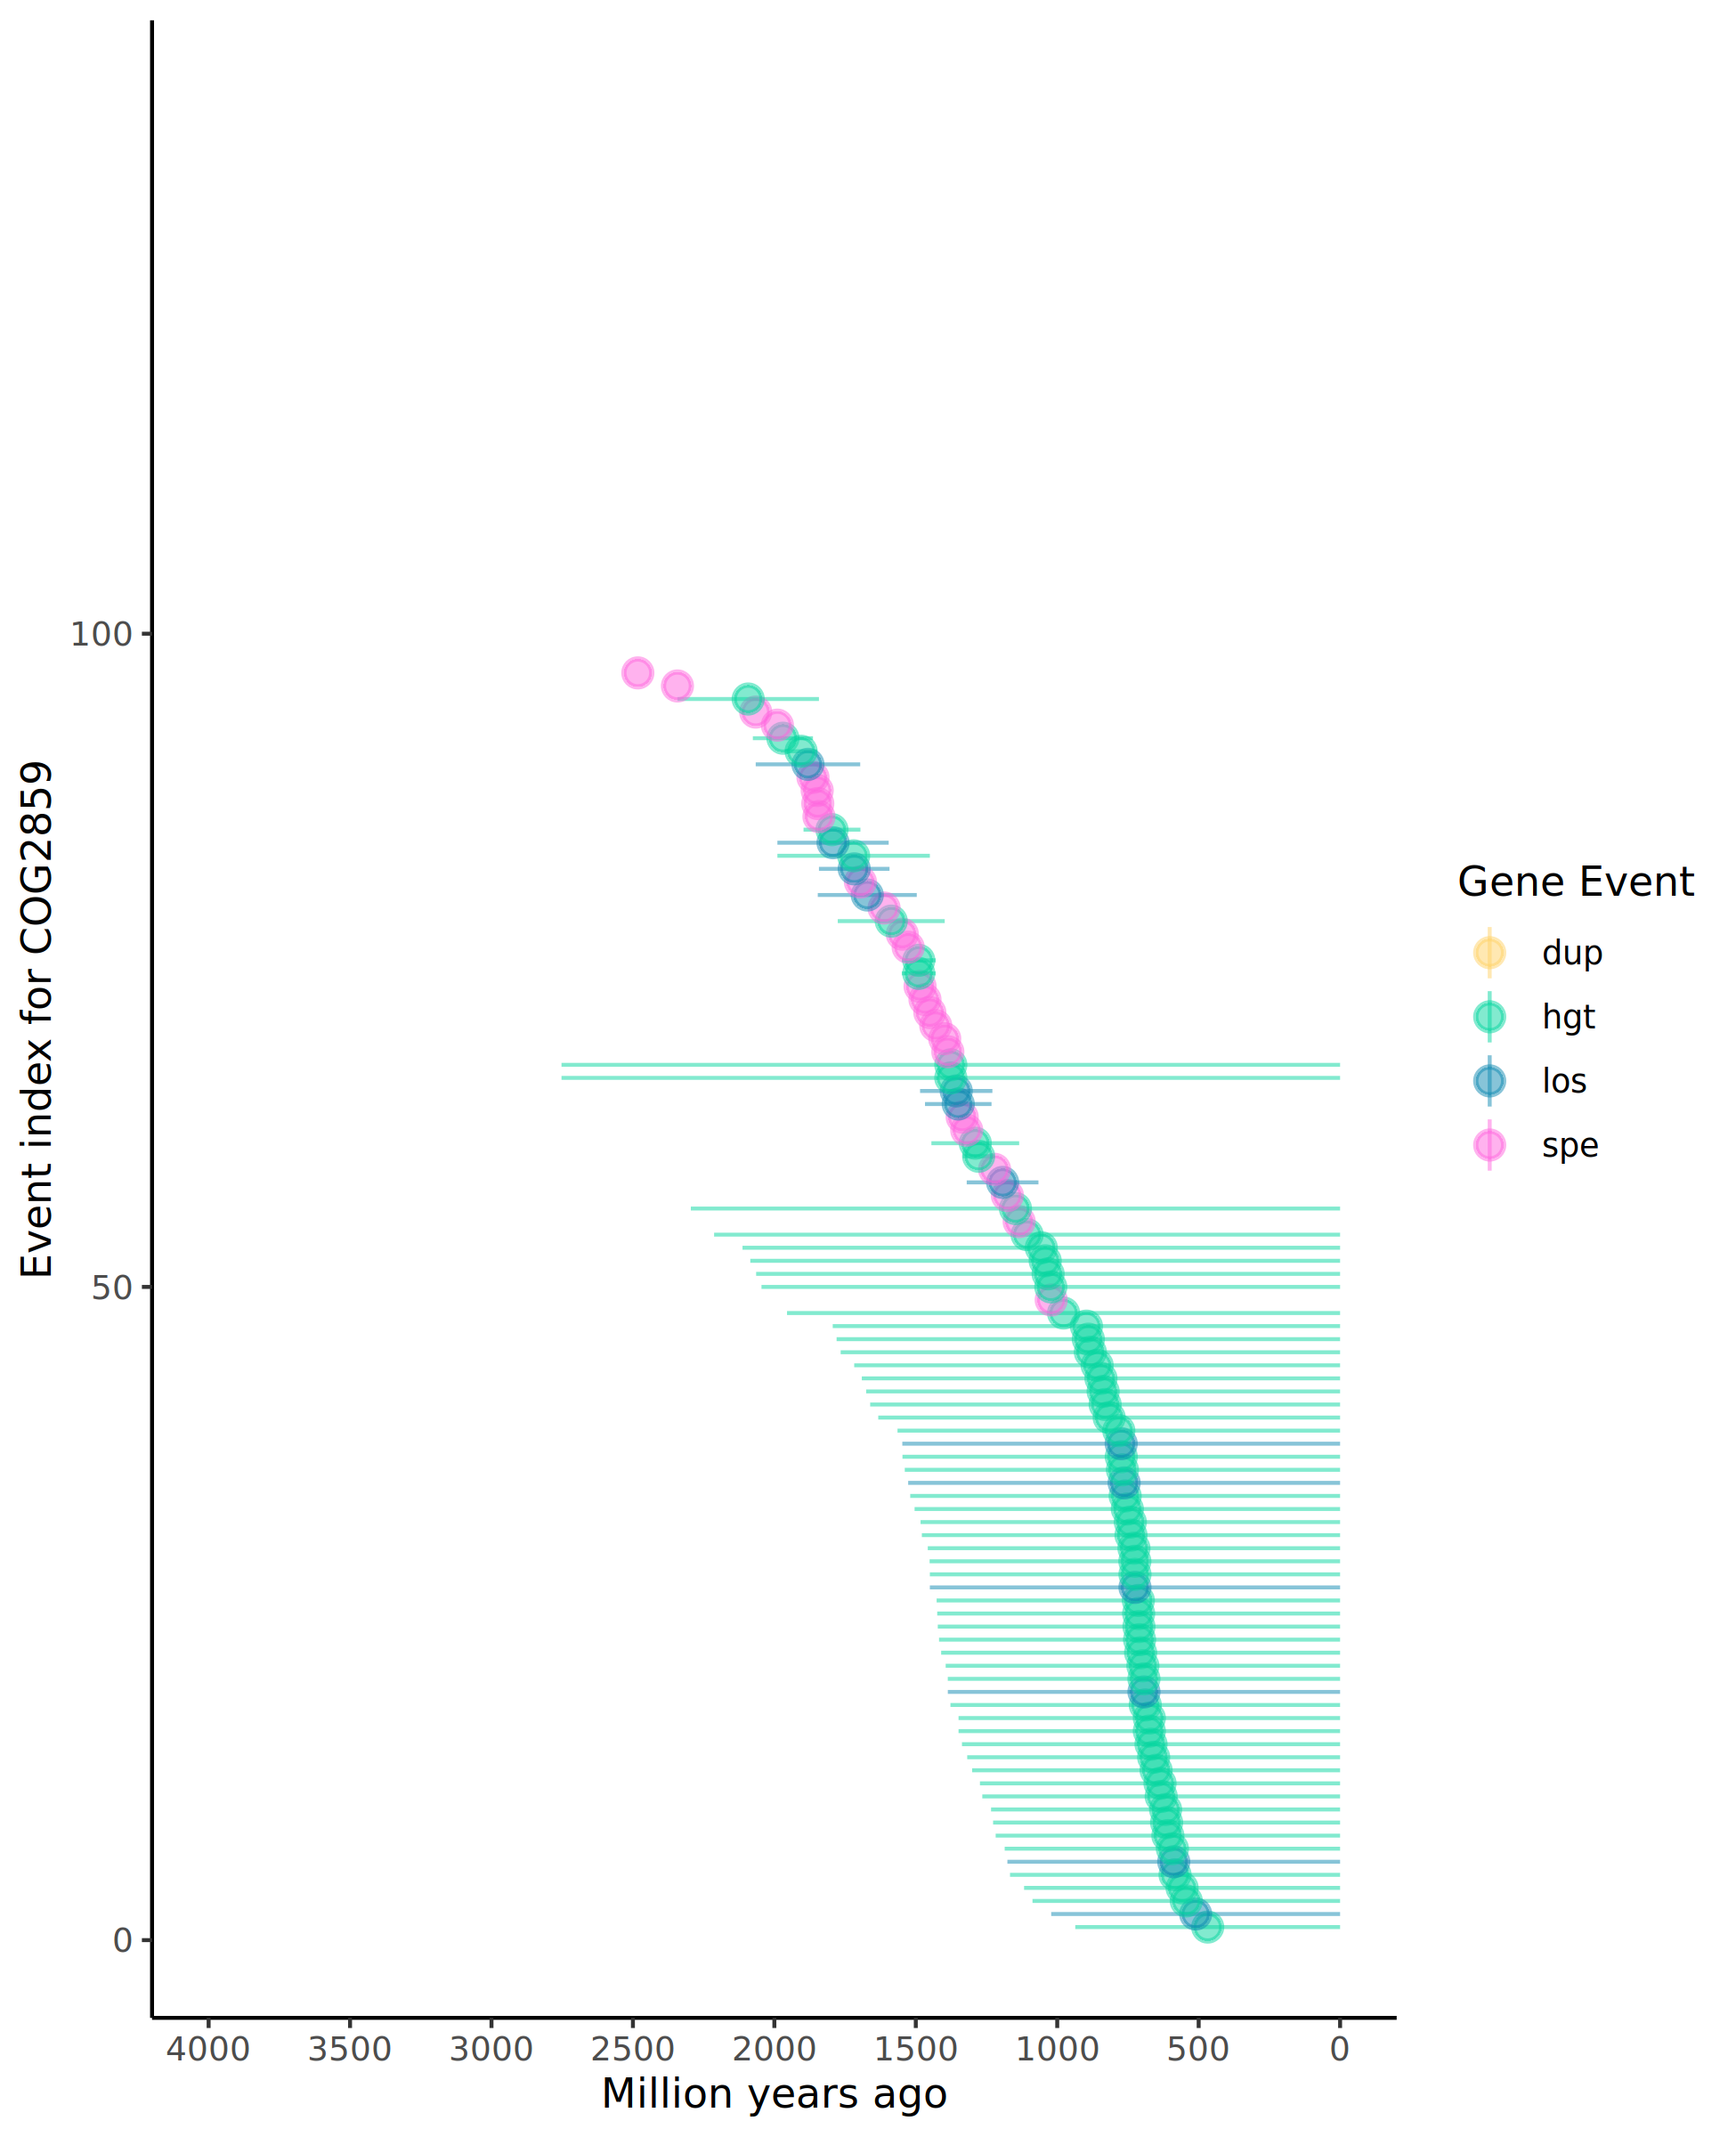 Event index for COG2859
100
50
0
4000 3500 3000 2500 2000 1500 1000 500 0
Million years ago
Gene Event
dup
hgt
los
spe